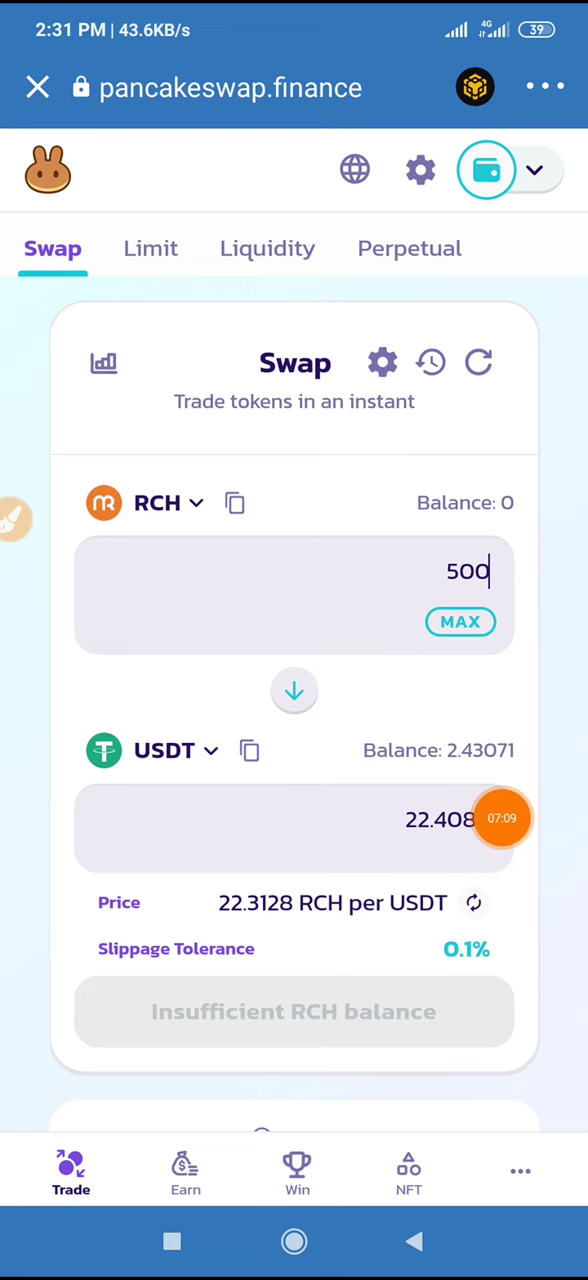 2:31 PM | 43.6KB/s 4G 39
pancakeswap.finance
Swap Limit Liquidity Perpetual
Swap
Trade tokens in an instant
RCH Balance: 0
500
MAX
USDT Balance: 2.43071
22.408
07:09
Price 22.3128 RCH per USDT
Slippage Tolerance 0.1%
Insufficient RCH balance
Trade Earn Win NFT